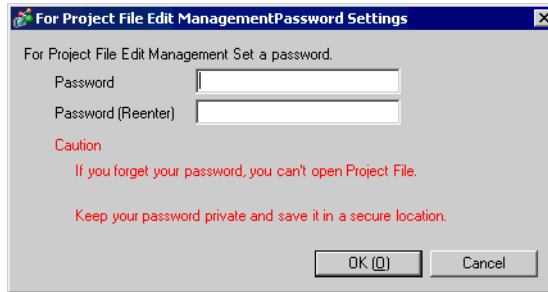 For Project File Edit ManagementPassword Settings
For Project File Edit Management Set a password.
Password
Password (Reenter)
Caution
If you forget your password, you can't open Project File.
Keep your password private and save it in a secure location.
OK (O) Cancel